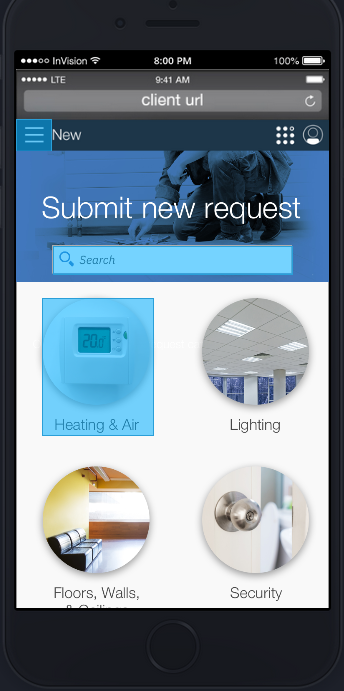 InVision 8:00 PM 100%
LTE 9:41 AM
client url
New
Submit new request
Search
20.0°
Heating & Air
Lighting
Floors, Walls,
& Ceilings
Security